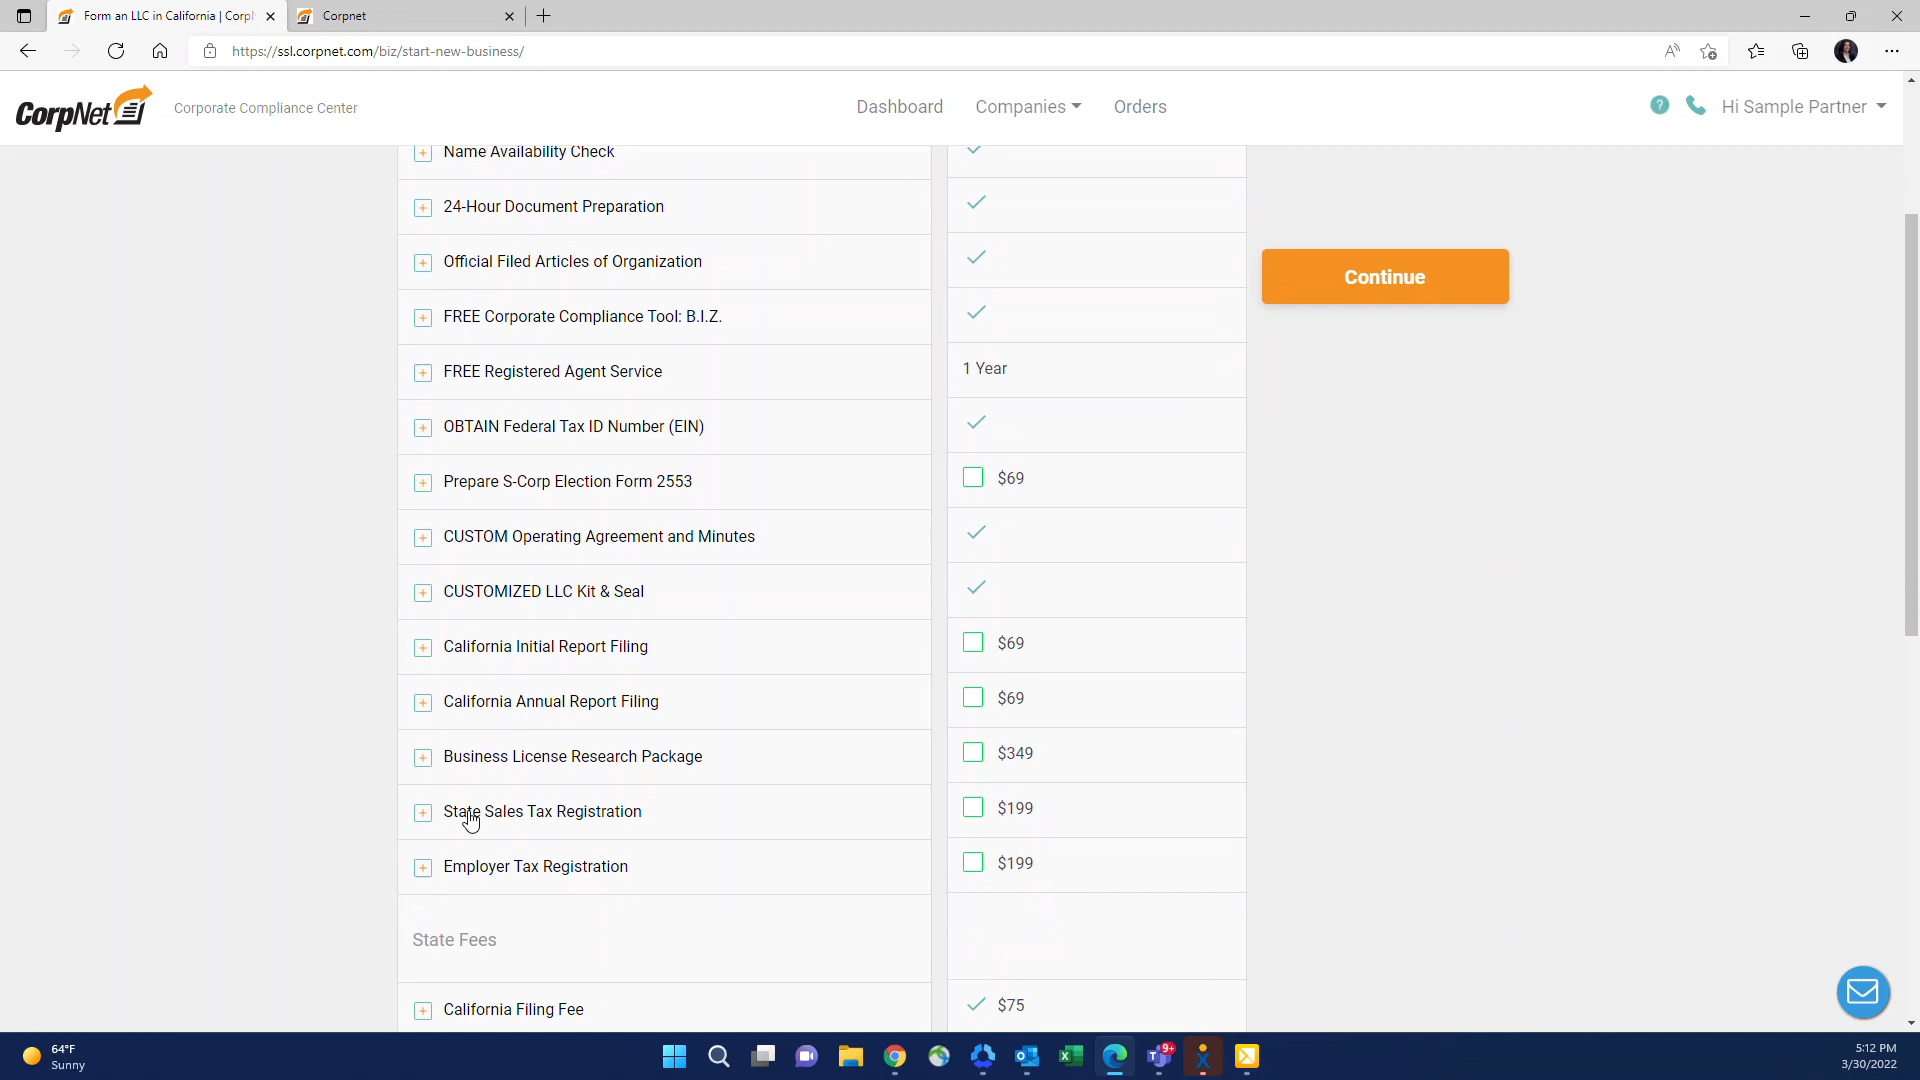 Form an LLC in California | Corpl
Corpnet
https://ssl.corpnet.com/biz/start-new-business/
CorpNet
Corporate Compliance Center
Dashboard
Companies
Orders
?
Hi Sample Partner
Name Availability Check
24-Hour Document Preparation
Official Filed Articles of Organization
Continue
FREE Corporate Compliance Tool: B.I.Z.
FREE Registered Agent Service
1 Year
OBTAIN Federal Tax ID Number (EIN)
Prepare S-Corp Election Form 2553
$69
CUSTOM Operating Agreement and Minutes
CUSTOMIZED LLC Kit & Seal
California Initial Report Filing
$69
California Annual Report Filing
$69
Business License Research Package
$349
State Sales Tax Registration
$199
Employer Tax Registration
$199
State Fees
California Filing Fee
$75
64°F
Sunny
9+
5:12 PM
3/30/2022